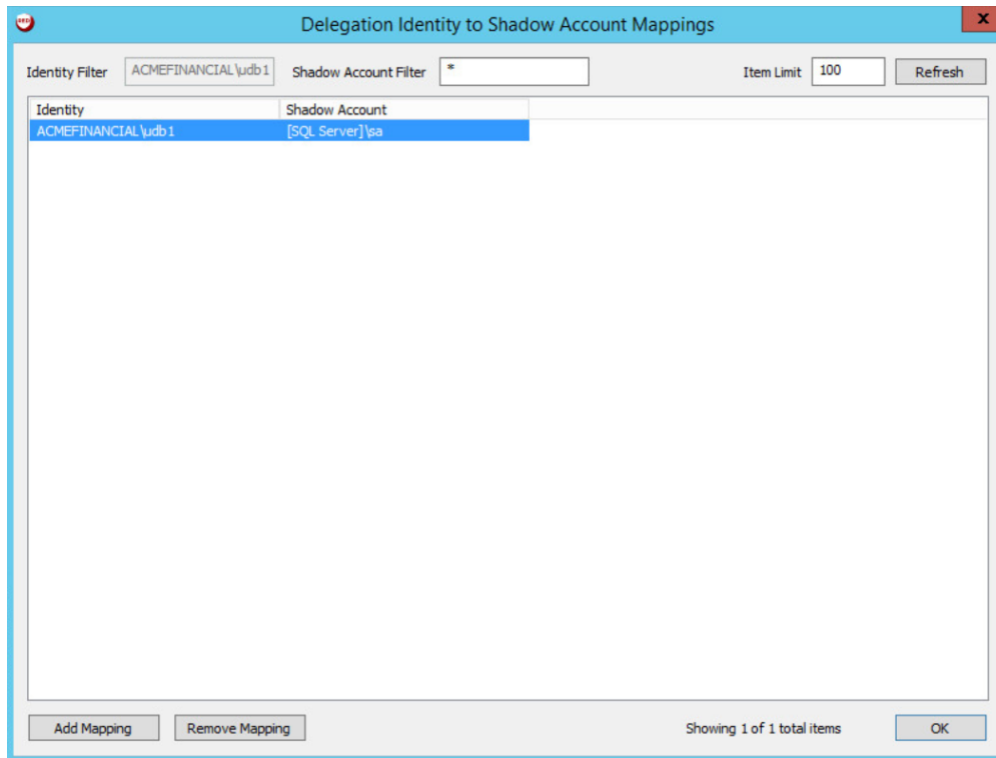 Delegation Identity to Shadow Account Mappings
Identity Filter ACMEFINANCIAL\udb1 Shadow Account Filter * Item Limit 100 Refresh
Identity Shadow Account
ACMEFINANCIAL\udb1 [SQL Server]\sa
Add Mapping Remove Mapping Showing 1 of 1 total items OK